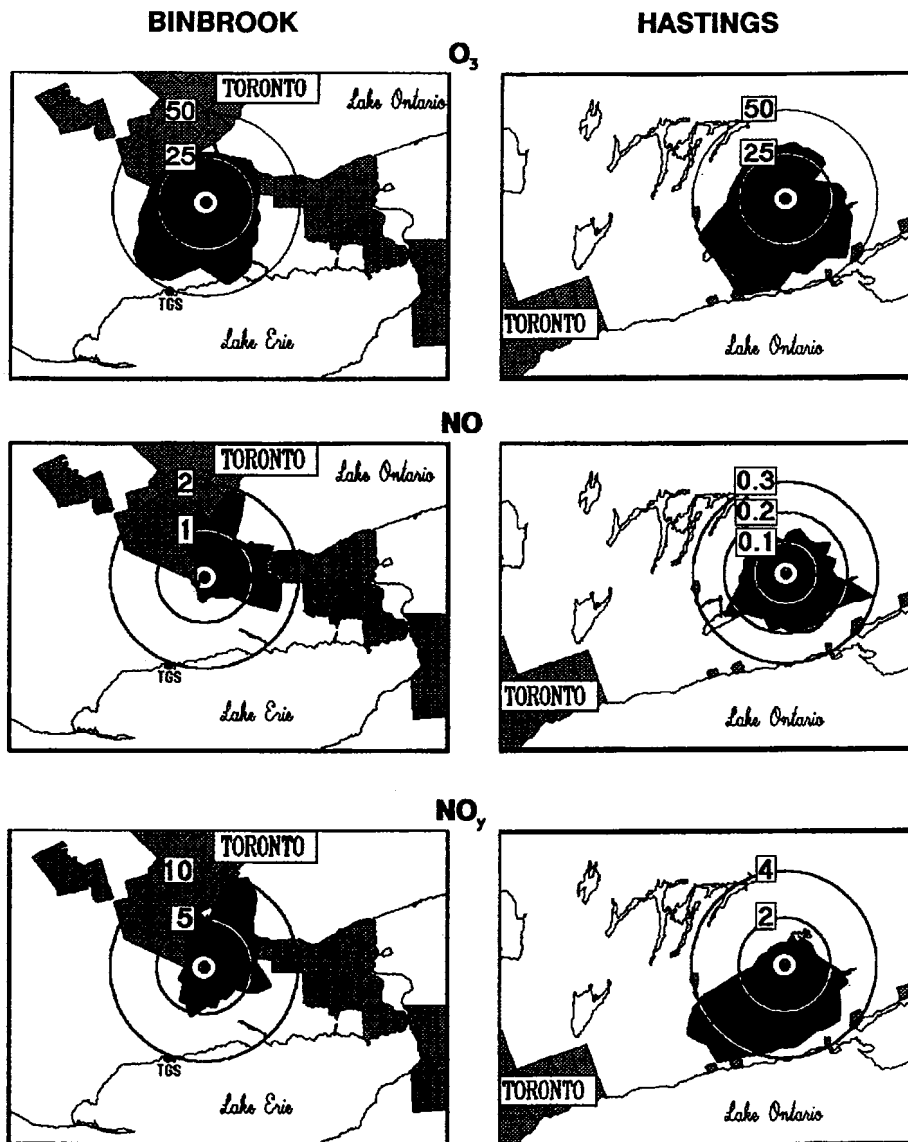 BINBROOK
HASTINGS
O₃
TORONTO
Lake Ontario
50
25
TGS
Lake Erie
50
25
TORONTO
Lake Ontario
NO
TORONTO
Lake Ontario
2
1
TGS
Lake Erie
0.3
0.2
0.1
TORONTO
Lake Ontario
NOy
TORONTO
10
5
TGS
Lake Erie
4
2
TORONTO
Lake Ontario